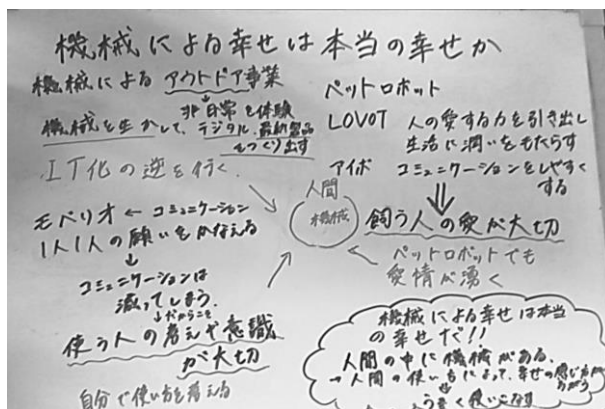 機械による幸せは本当の幸せか
機械による アウトドア事業
↓
非日常を体験
機械を生かして、デジタル、最新製品
をつくり出す
IT化の逆を行く
モベリオ ← コミュニケーション
1人1人の願いをかなえる
↓
コミュニケーションは
減ってしまう。
↓だからこそ
使う人の考えや意識
が大切
自分で使い方を考える
ペットロボット
LOVOT 人の愛する力を引き出し
生活に潤いをもたらす
アイボ コミュニケーションをしやすく
する
人間
機械
飼う人の愛が大切
ペットロボットでも
愛情が湧く
機械による幸せは本当
の幸せだ!!
人間の中に機械がある。
→人間の使い方によって、幸せの感じ方が
うまく使いこなす